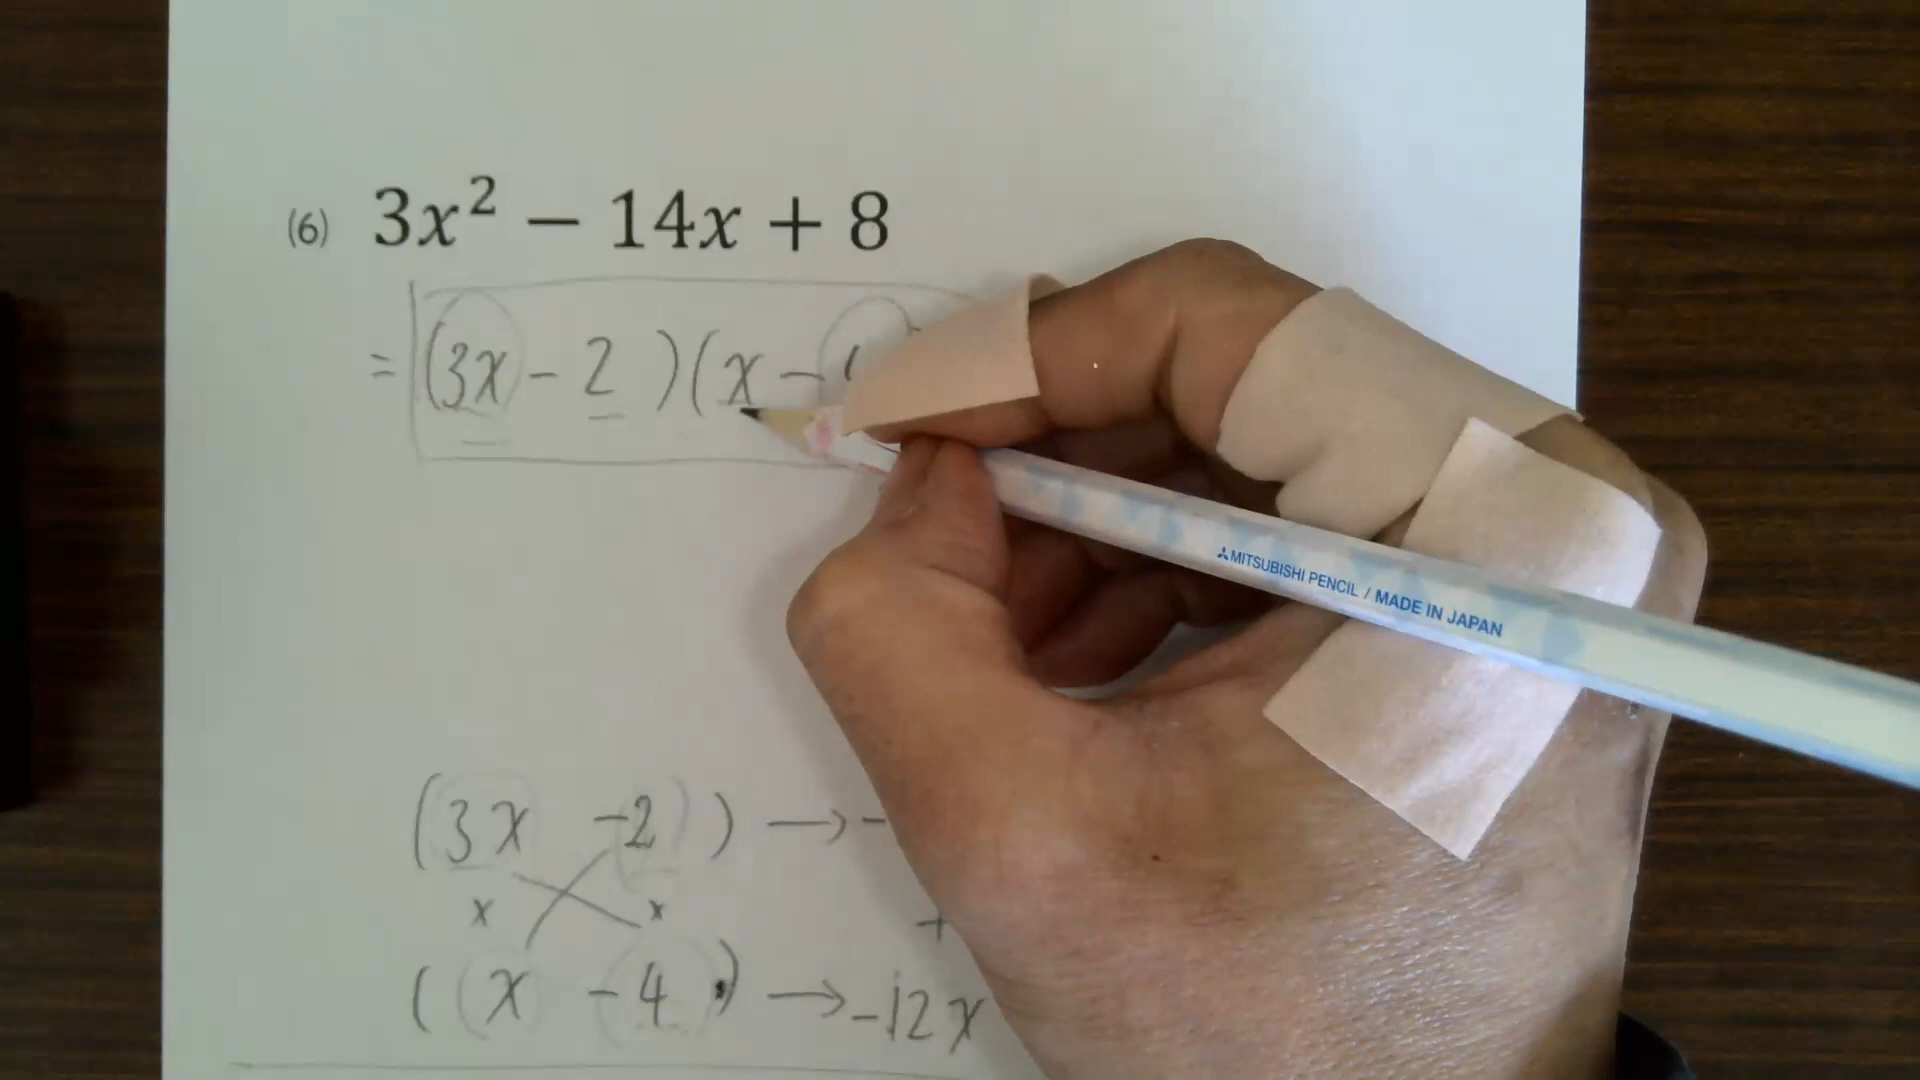 (6) 3x² − 14x + 8
= (3x - 2 ) ( x -
MITSUBISHI PENCIL / MADE IN JAPAN
(3x -2) ) → -
x x +
( x -4 ) → -12x